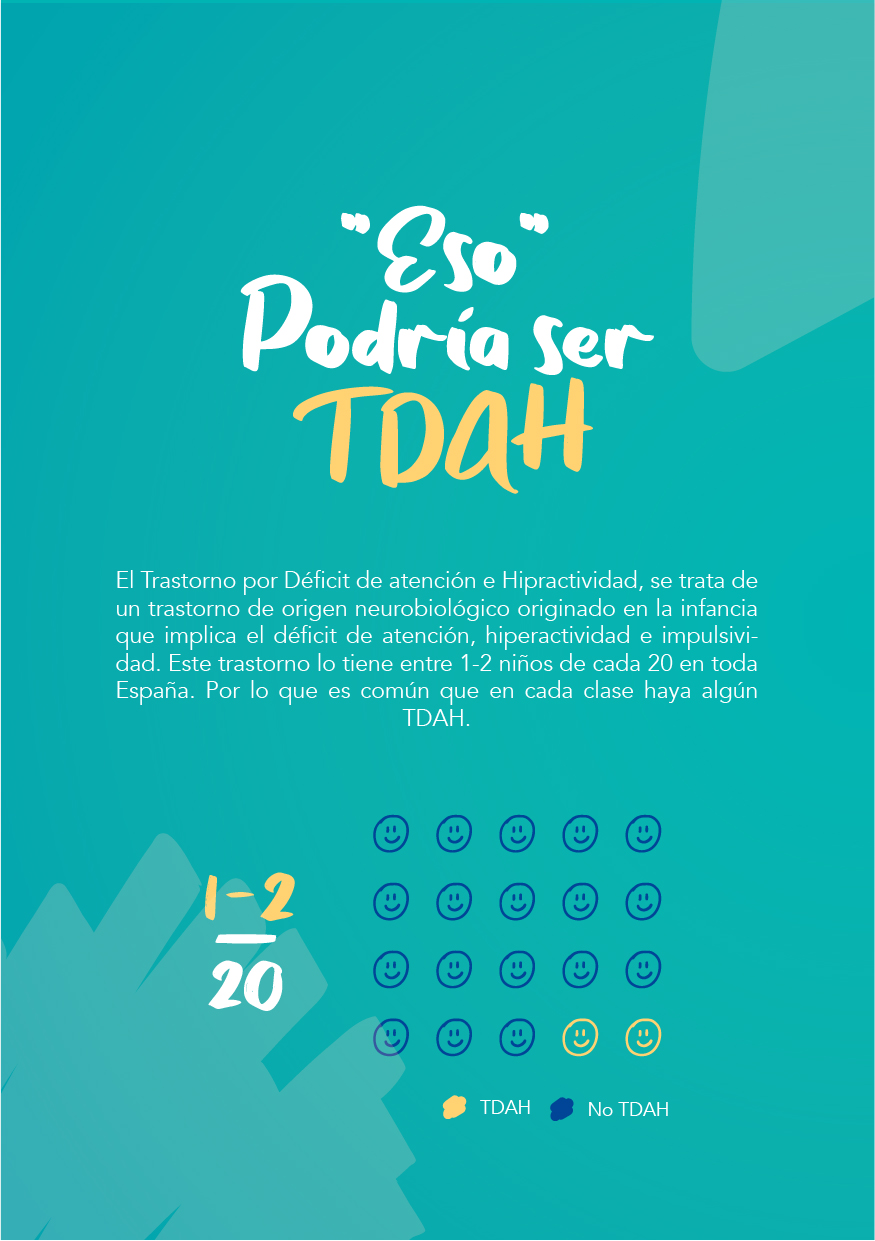 "Eso"
Podría ser
TDAH
El Trastorno por Déficit de atención e Hipractividad, se trata de
un trastorno de origen neurobiológico originado en la infancia
que implica el déficit de atención, hiperactividad e impulsivi-
dad. Este trastorno lo tiene entre 1-2 niños de cada 20 en toda
España. Por lo que es común que en cada clase haya algún
TDAH.
1-2
20
TDAH No TDAH